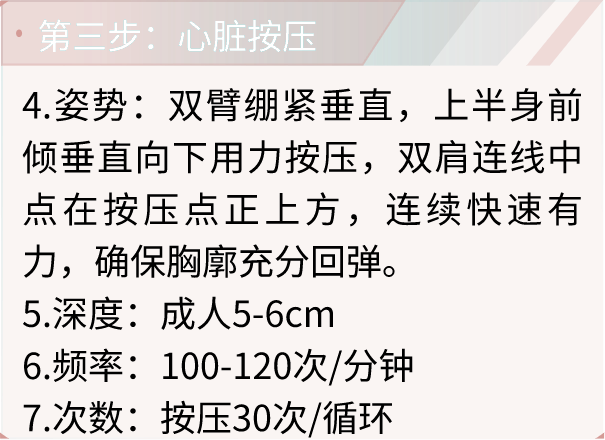 第三步：心脏按压
4.姿势：双臂绷紧垂直，上半身前
倾垂直向下用力按压，双肩连线中
点在按压点正上方，连续快速有
力，确保胸廓充分回弹。
5.深度：成人5-6cm
6.频率：100-120次/分钟
7.次数：按压30次/循环